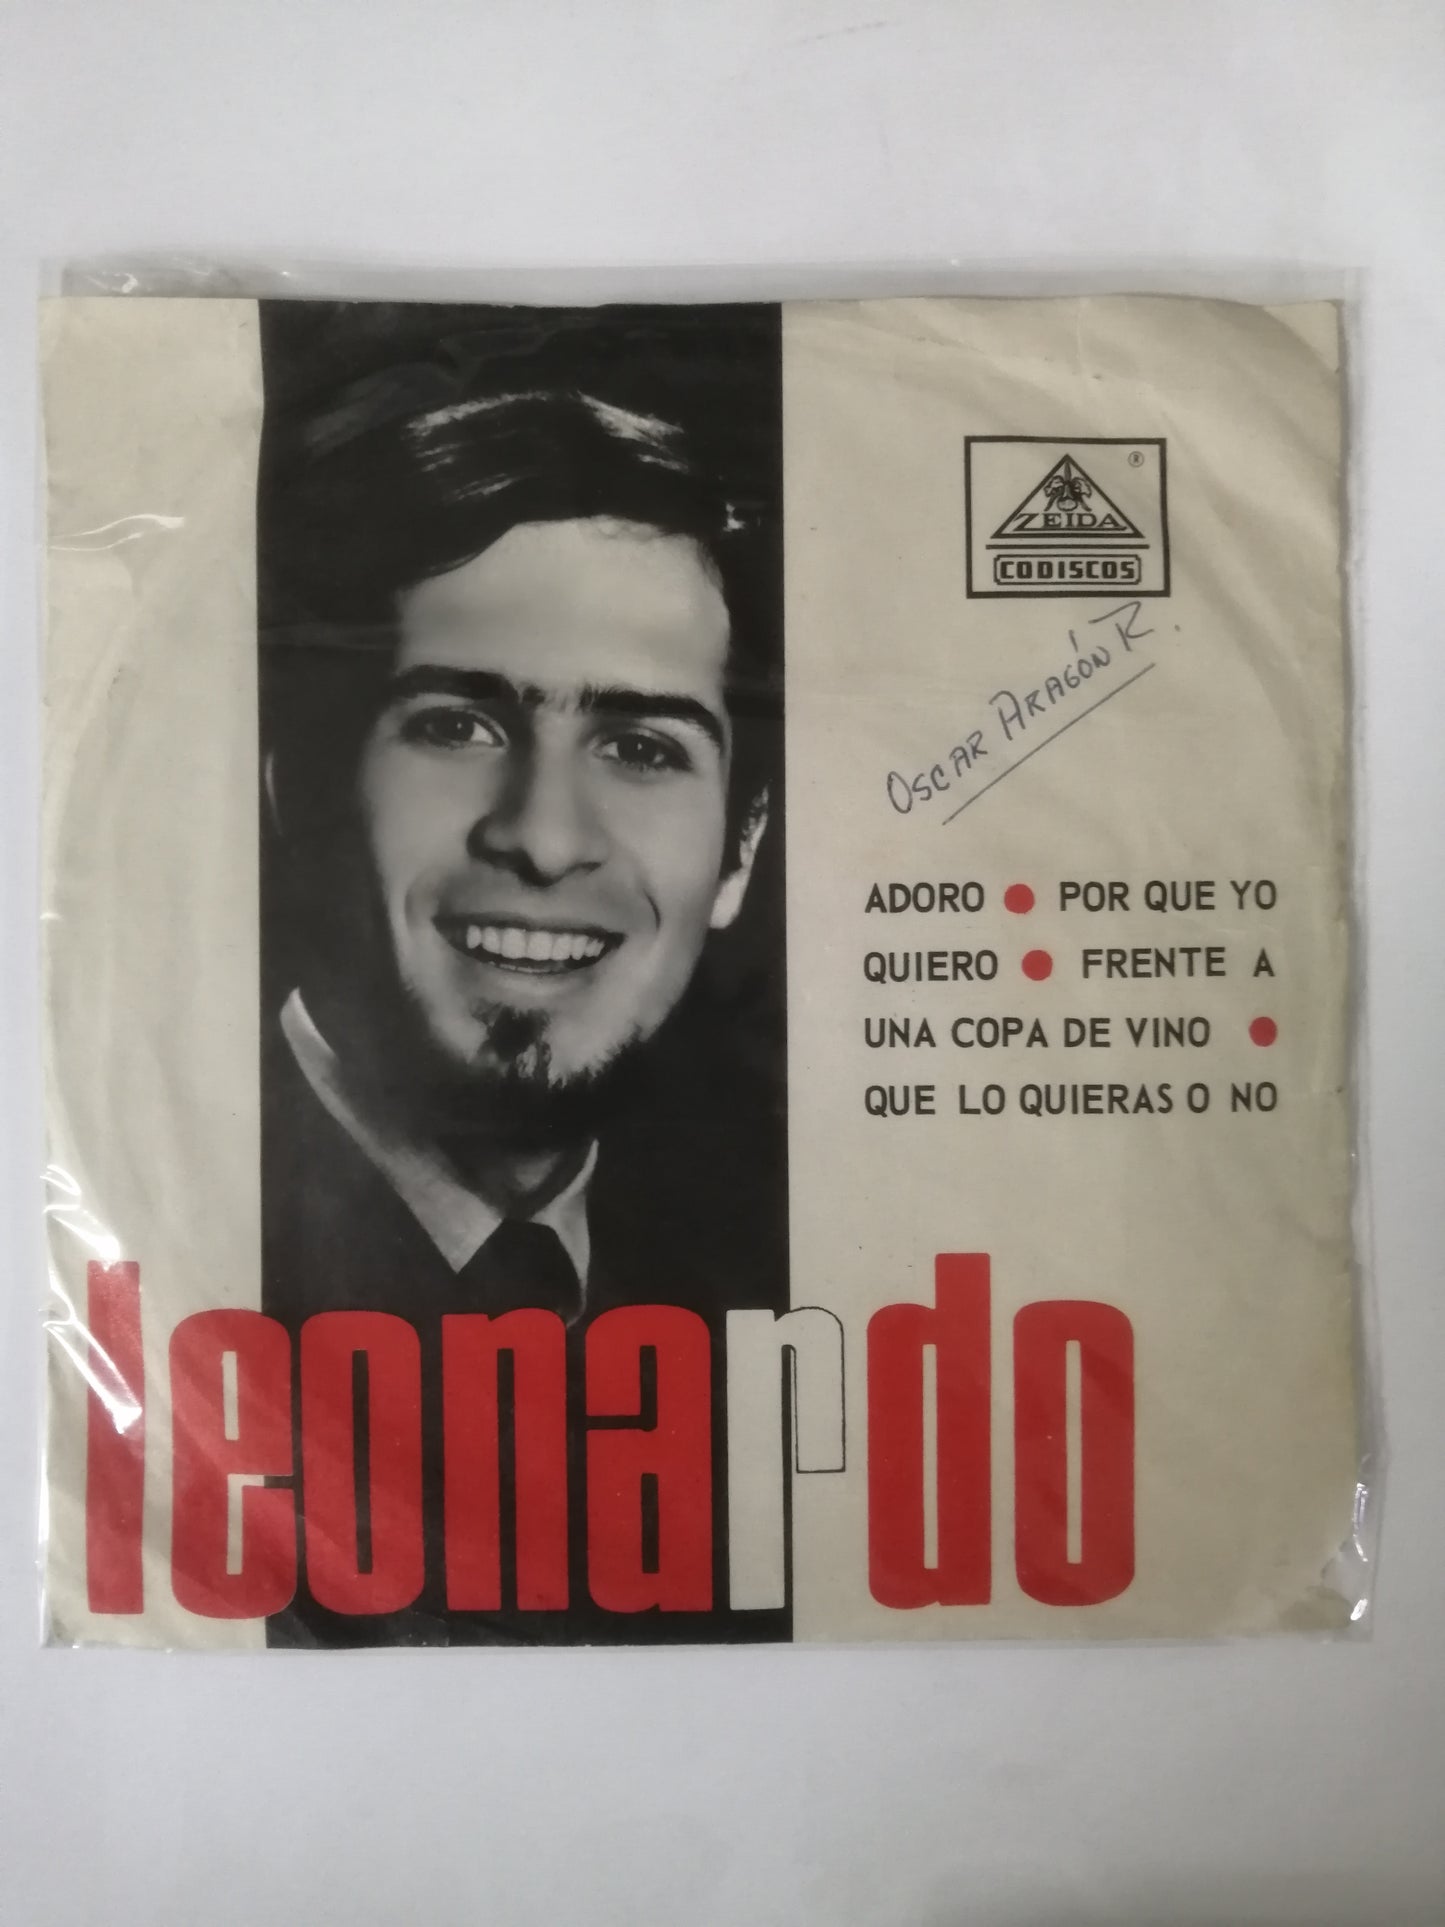 ®
ZEIDA
CODISCOS
OSCAR ARAGÓN R.
ADORO ● POR QUE YO
QUIERO ● FRENTE A
UNA COPA DE VINO ●
QUE LO QUIERAS O NO
leonardo